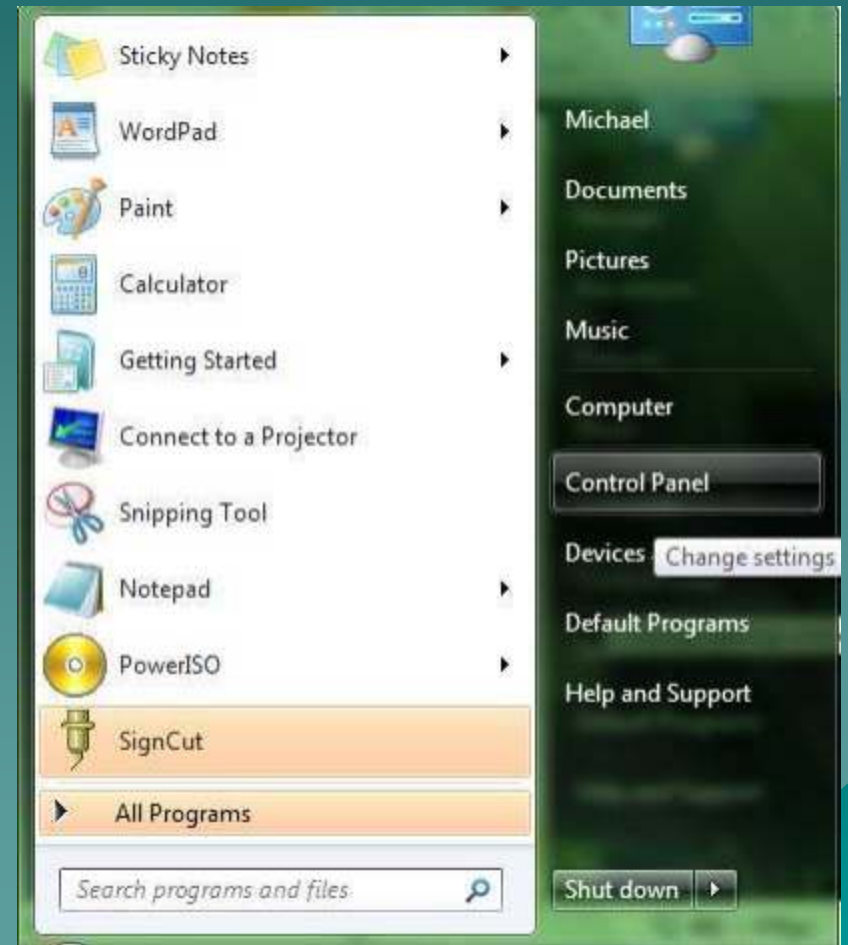 Sticky Notes
WordPad
Paint
Calculator
Getting Started
Connect to a Projector
Snipping Tool
Notepad
PowerISO
SignCut
All Programs
Search programs and files
Michael
Documents
Pictures
Music
Computer
Control Panel
Devices
Change settings
Default Programs
Help and Support
Shut down